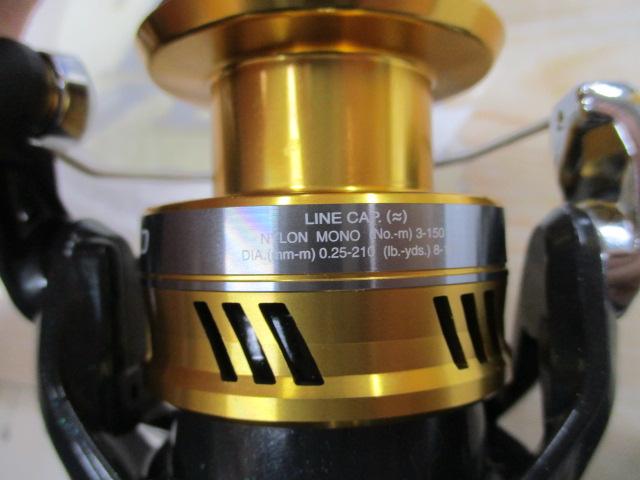 LINE CAP. (≈)
NYLON MONO (No.-m) 3-150
DIA.(mm-m) 0.25-210 (lb.-yds.) 8-